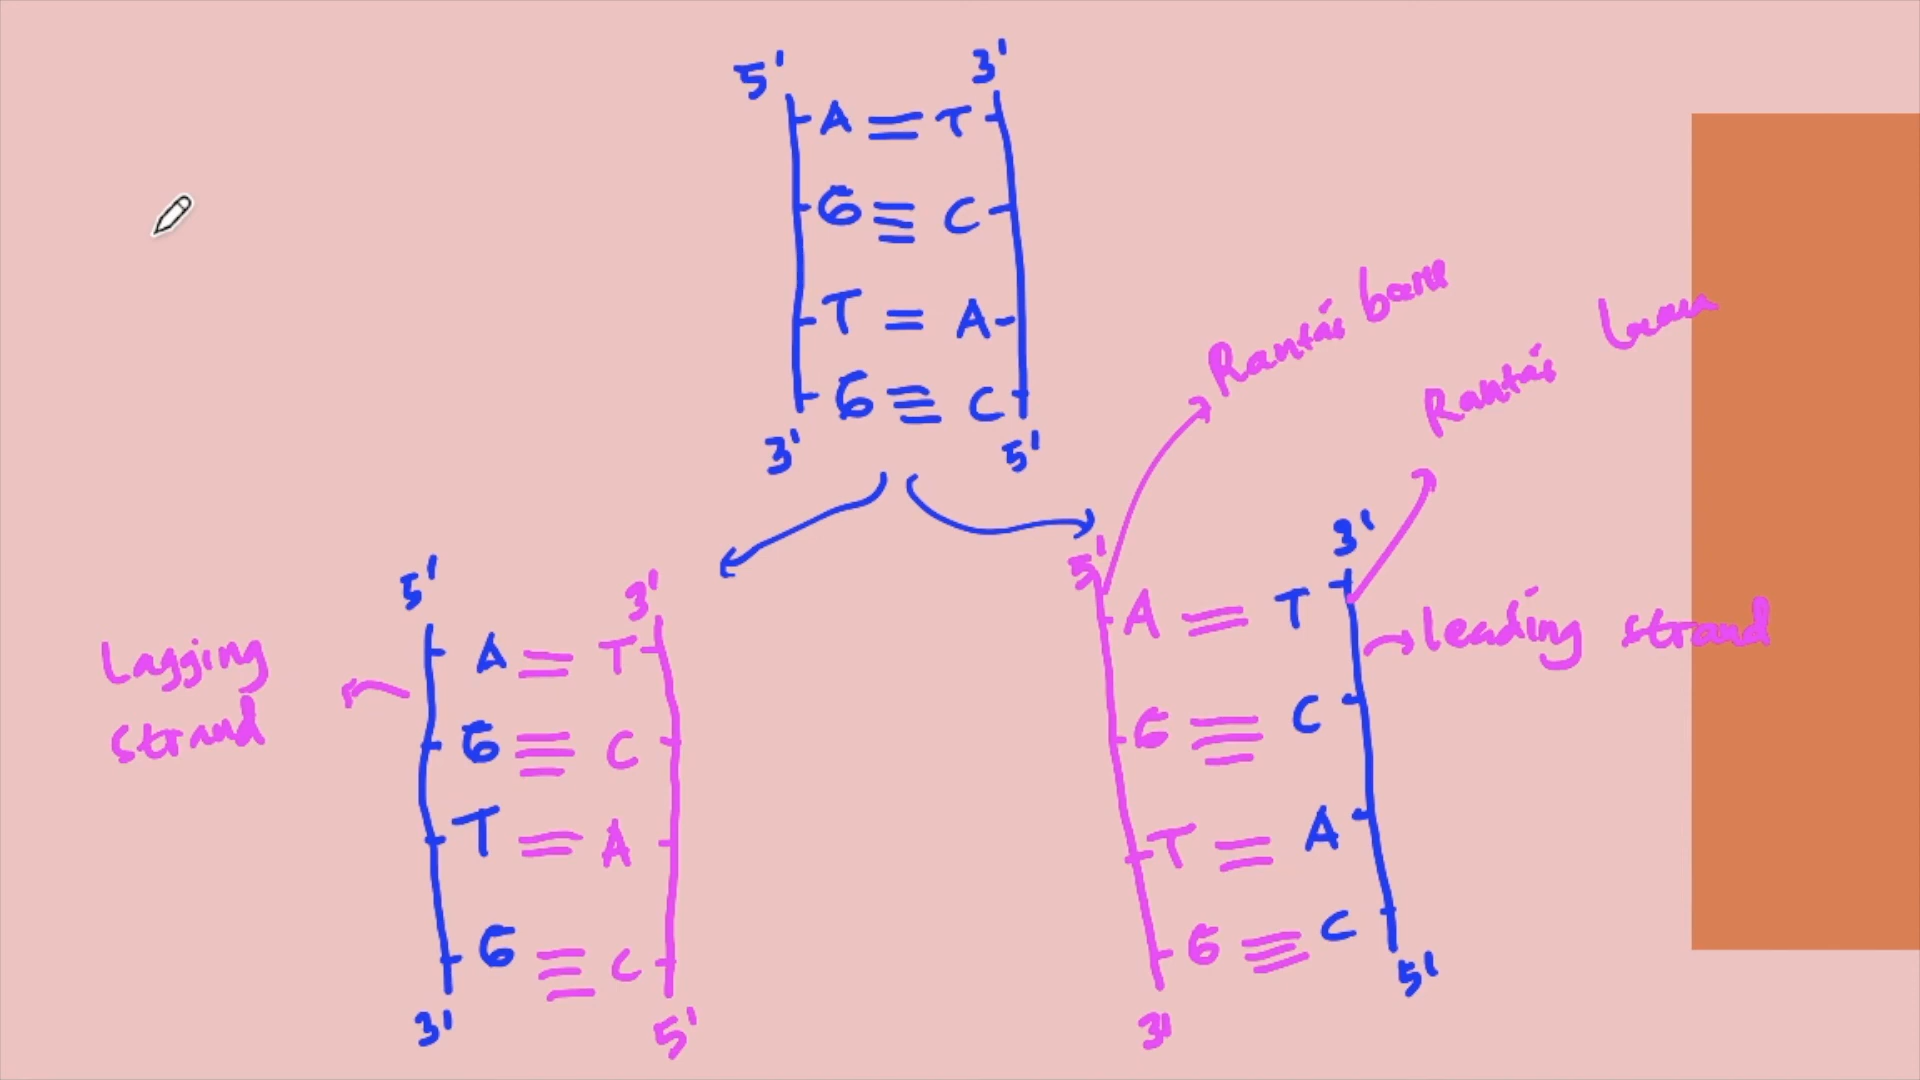 5' 3'
A = T
G ≡ C
T = A
G ≡ C
3' 5'
Rantai baru
Rantai Lama
5' 3'
A = T
G ≡ C
T = A
G ≡ C
3' 5'
Lagging
strand
5' 3'
A = T
G ≡ C
T = A
G ≡ C
3' 5'
leading strand